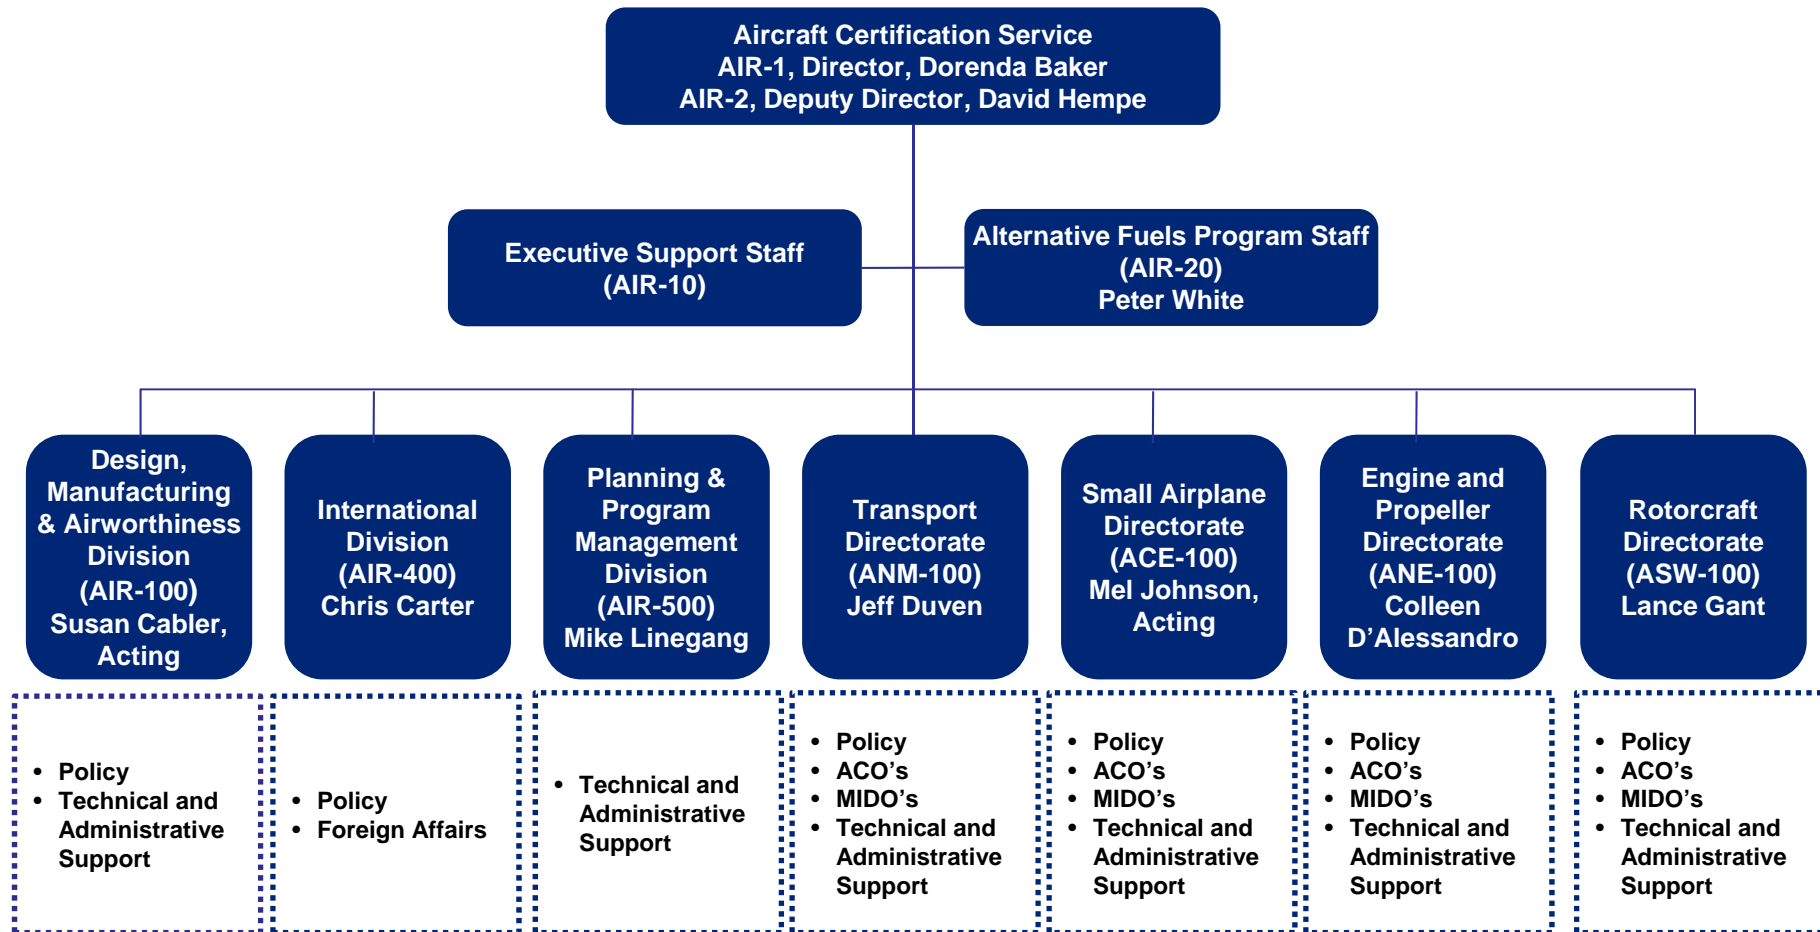 Aircraft Certification Service
AIR-1, Director, Dorenda Baker
AIR-2, Deputy Director, David Hempe
Executive Support Staff
(AIR-10)
Alternative Fuels Program Staff
(AIR-20)
Peter White
Design,
Manufacturing
& Airworthiness
Division
(AIR-100)
Susan Cabler,
Acting
International
Division
(AIR-400)
Chris Carter
Planning &
Program
Management
Division
(AIR-500)
Mike Linegang
Transport
Directorate
(ANM-100)
Jeff Duven
Small Airplane
Directorate
(ACE-100)
Mel Johnson,
Acting
Engine and
Propeller
Directorate
(ANE-100)
Colleen
D’Alessandro
Rotorcraft
Directorate
(ASW-100)
Lance Gant
• Policy
• Technical and
Administrative
Support
• Policy
• Foreign Affairs
• Technical and
Administrative
Support
• Policy
• ACO’s
• MIDO’s
• Technical and
Administrative
Support
• Policy
• ACO’s
• MIDO’s
• Technical and
Administrative
Support
• Policy
• ACO’s
• MIDO’s
• Technical and
Administrative
Support
• Policy
• ACO’s
• MIDO’s
• Technical and
Administrative
Support